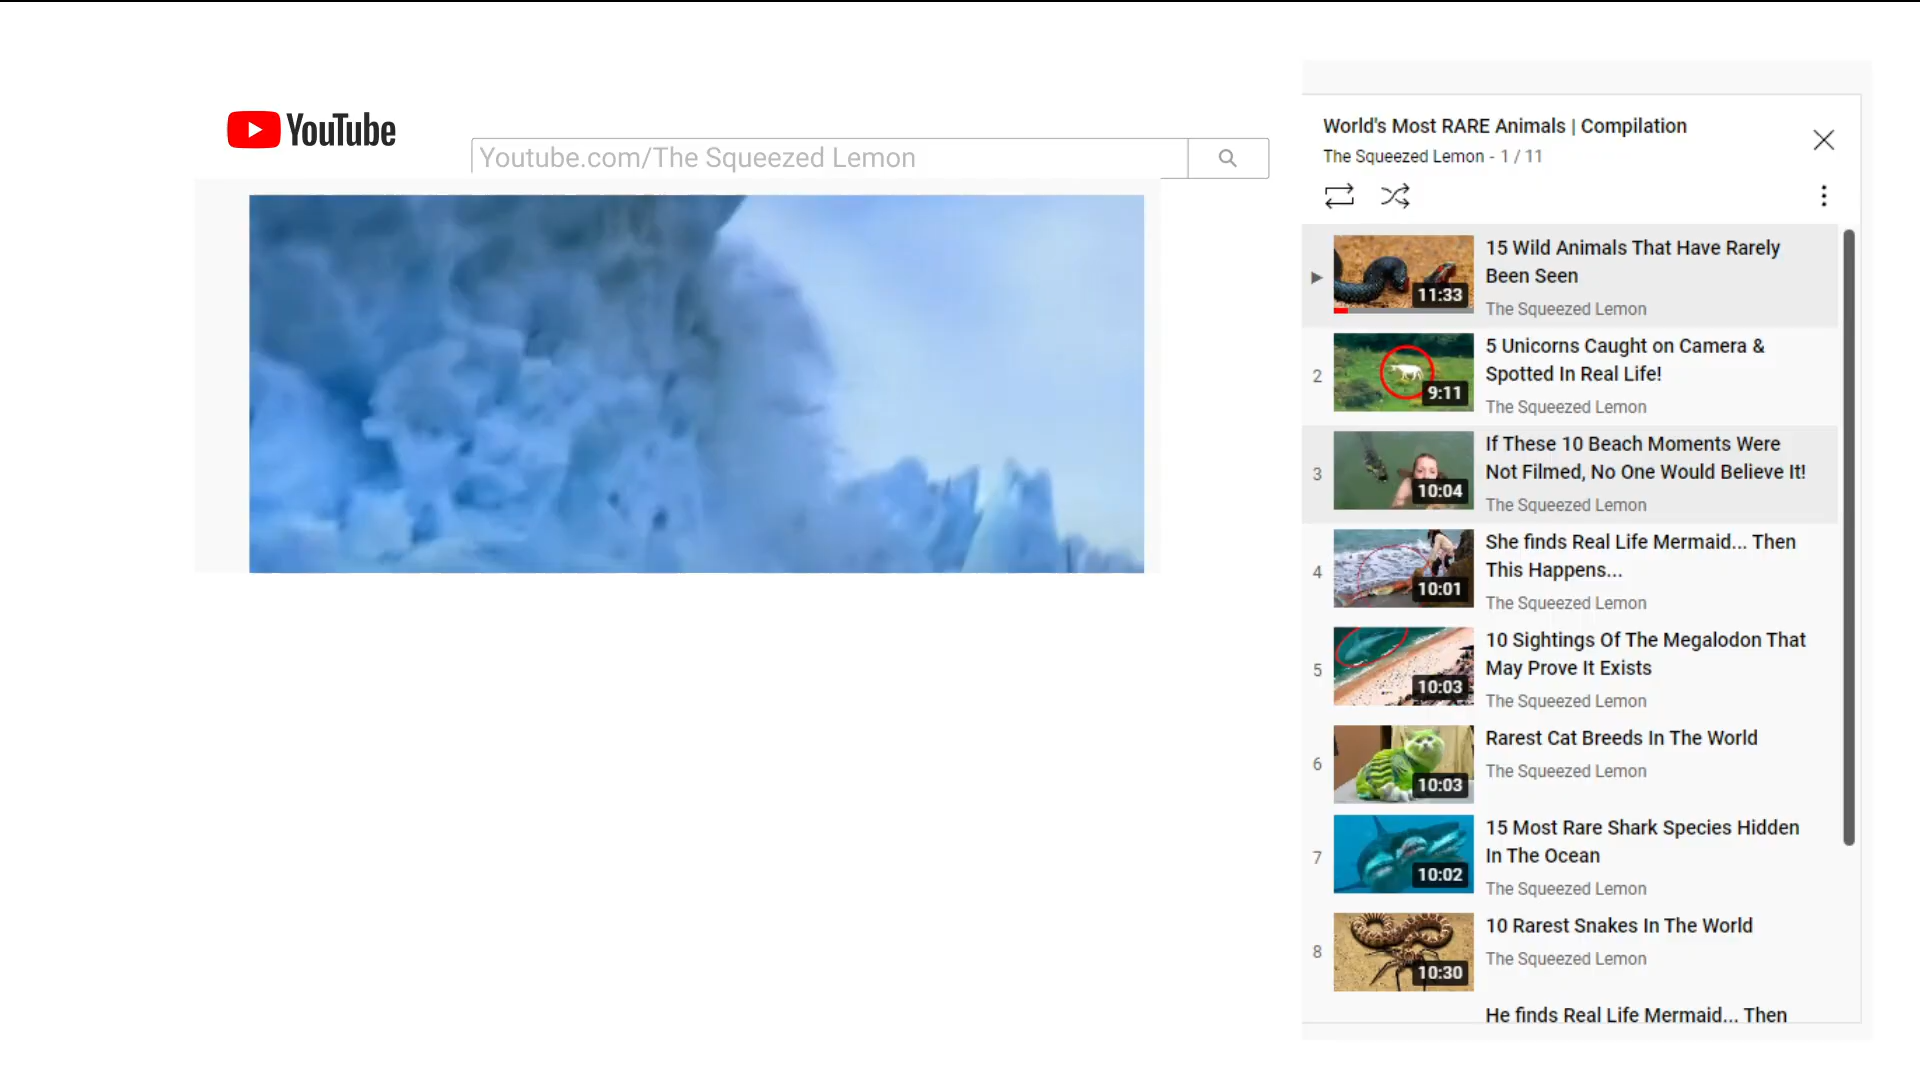 YouTube
Youtube.com/The Squeezed Lemon
World's Most RARE Animals | Compilation
The Squeezed Lemon - 1 / 11
15 Wild Animals That Have Rarely
Been Seen
The Squeezed Lemon
11:33
2
5 Unicorns Caught on Camera &
Spotted In Real Life!
The Squeezed Lemon
9:11
3
If These 10 Beach Moments Were
Not Filmed, No One Would Believe It!
The Squeezed Lemon
10:04
4
She finds Real Life Mermaid... Then
This Happens...
The Squeezed Lemon
10:01
5
10 Sightings Of The Megalodon That
May Prove It Exists
The Squeezed Lemon
10:03
6
Rarest Cat Breeds In The World
The Squeezed Lemon
10:03
7
15 Most Rare Shark Species Hidden
In The Ocean
The Squeezed Lemon
10:02
8
10 Rarest Snakes In The World
The Squeezed Lemon
10:30
He finds Real Life Mermaid... Then